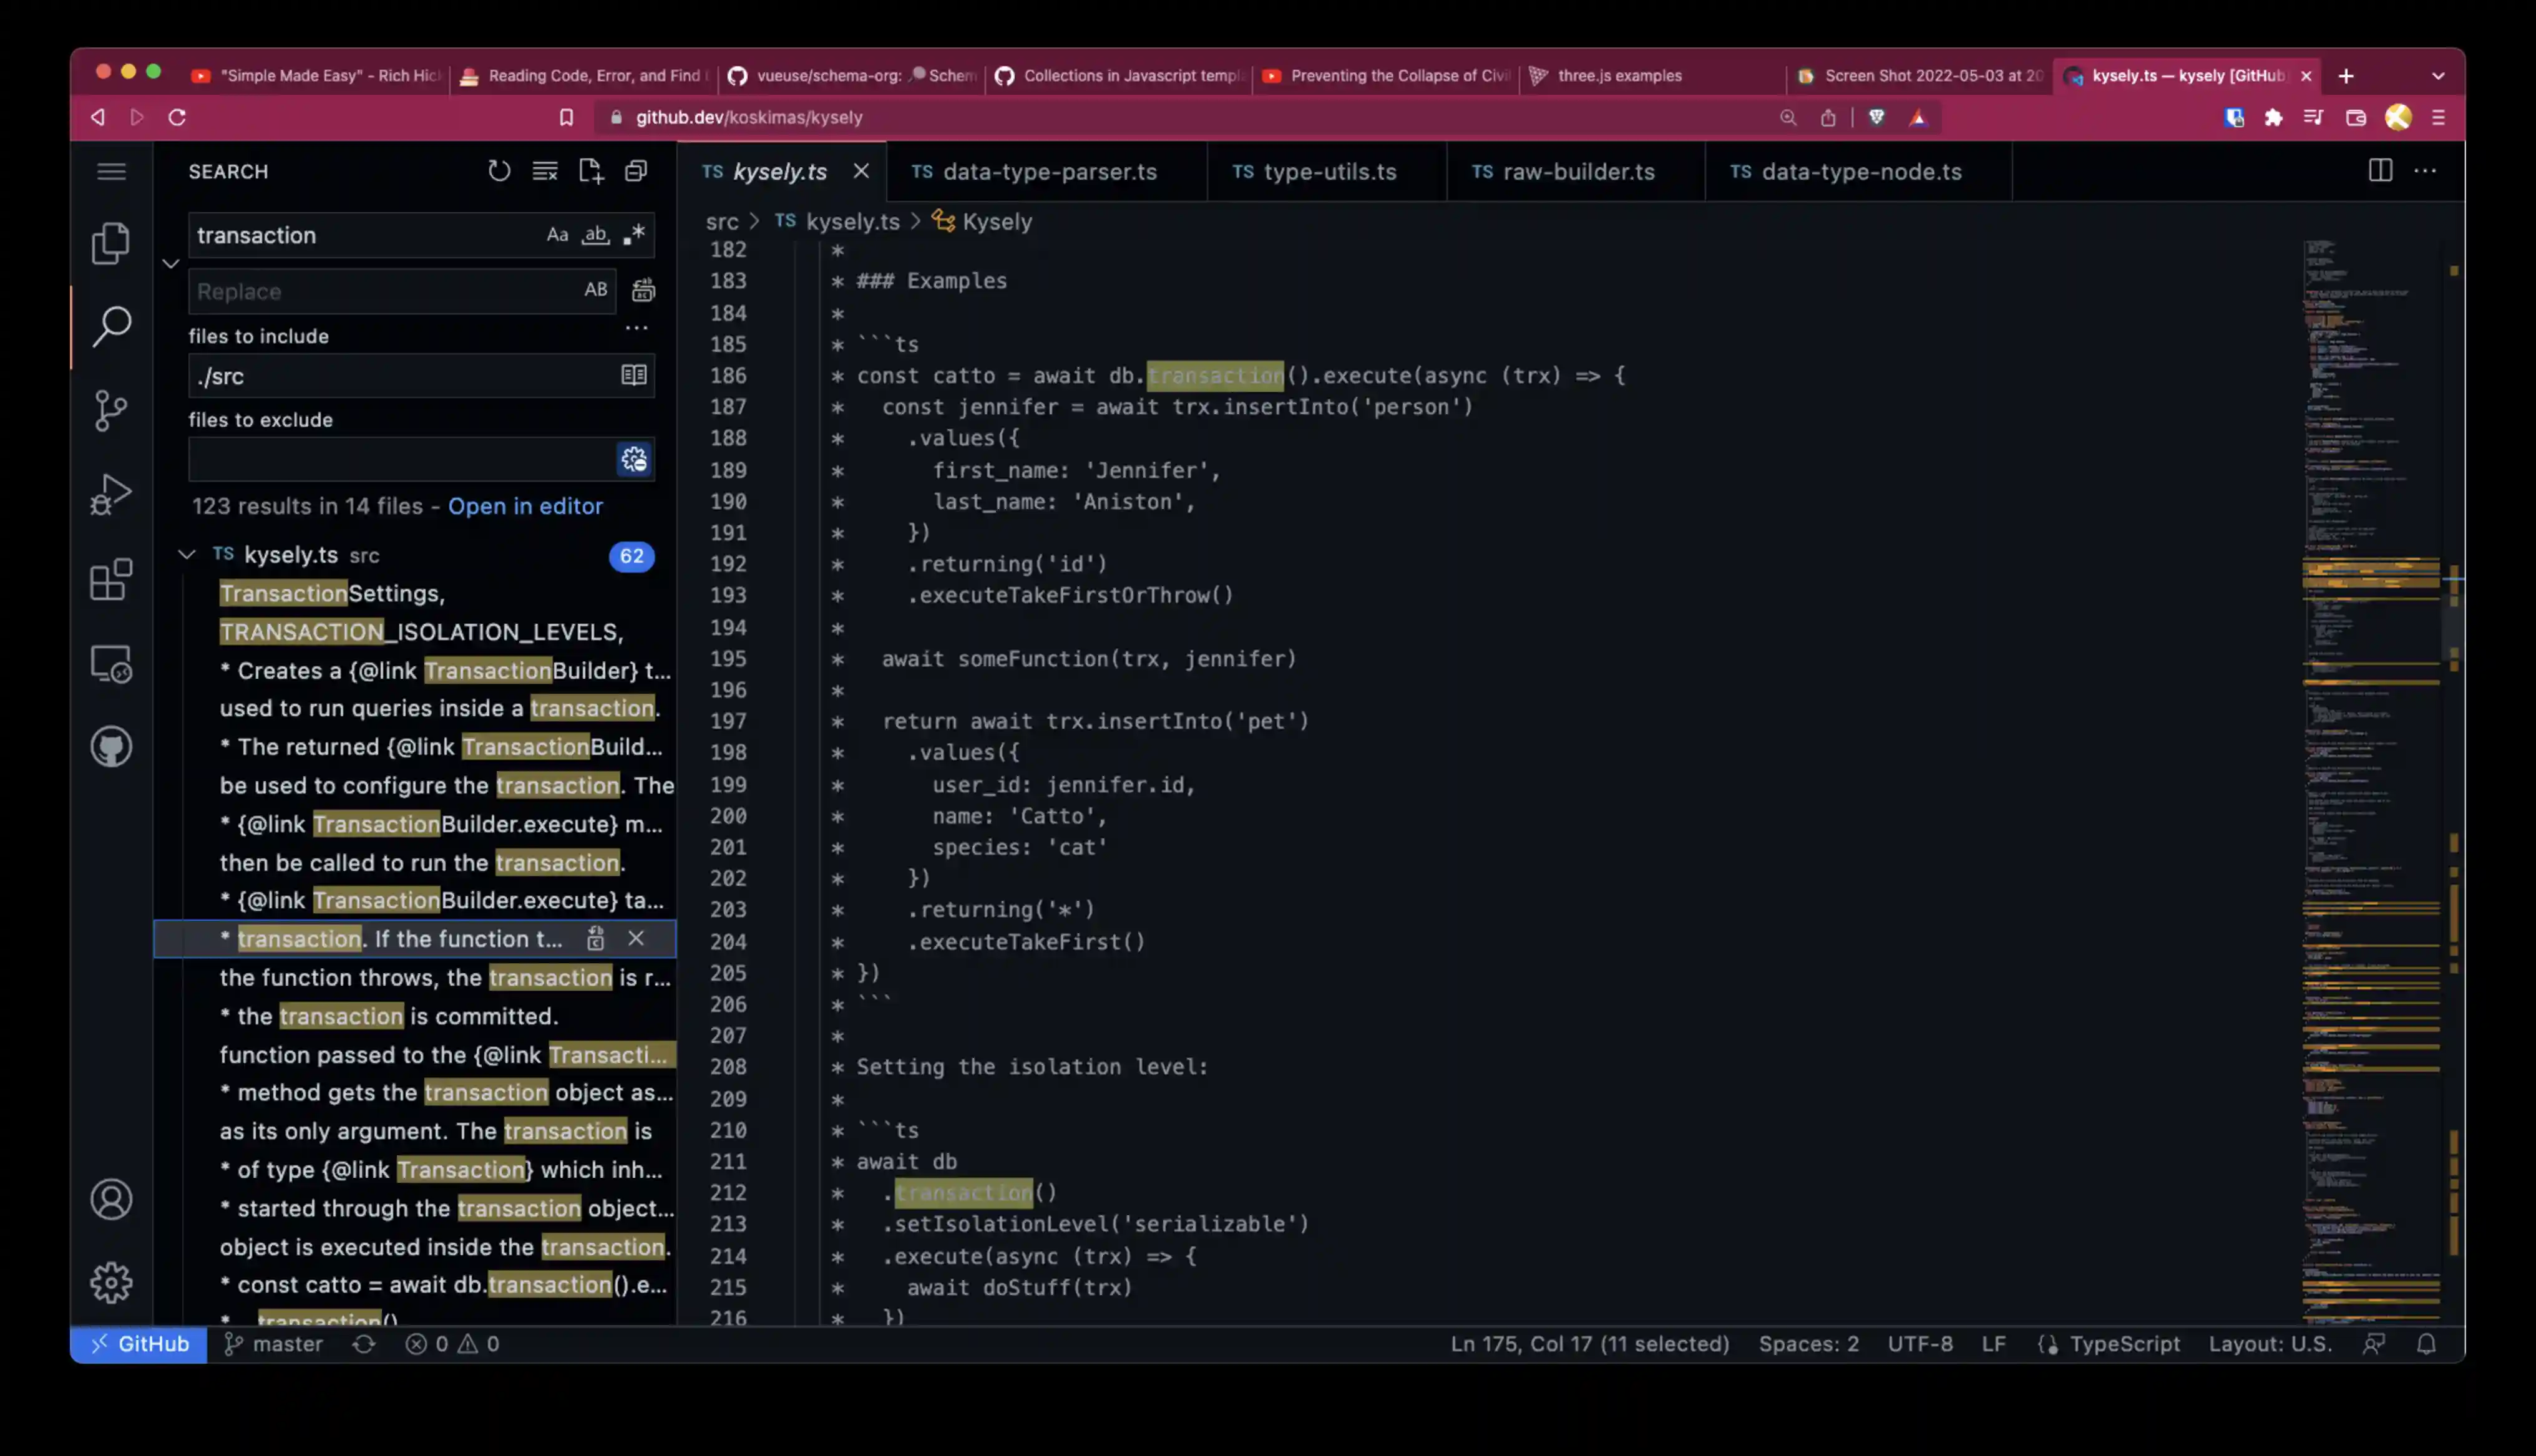 "Simple Made Easy" - Rich Hic
Reading Code, Error, and Find
vueuse/schema-org: Schem
Collections in Javascript templ
Preventing the Collapse of Civi
three.js examples
Screen Shot 2022-05-03 at 20
kysely.ts — kysely [GitHub
github.dev/koskimas/kysely
SEARCH
transaction
Aa ab .*
Replace
AB
files to include
./src
files to exclude
123 results in 14 files - Open in editor
TS kysely.ts src 62
TransactionSettings,
TRANSACTION_ISOLATION_LEVELS,
* Creates a {@link TransactionBuilder} t...
used to run queries inside a transaction.
* The returned {@link TransactionBuild...
be used to configure the transaction. The
* {@link TransactionBuilder.execute} m...
then be called to run the transaction.
* {@link TransactionBuilder.execute} ta...
* transaction. If the function t...
the function throws, the transaction is r...
* the transaction is committed.
function passed to the {@link Transacti...
* method gets the transaction object as...
as its only argument. The transaction is
* of type {@link Transaction} which inh...
* started through the transaction object...
object is executed inside the transaction.
* const catto = await db.transaction().e...
* transaction()
TS kysely.ts
TS data-type-parser.ts
TS type-utils.ts
TS raw-builder.ts
TS data-type-node.ts
src > TS kysely.ts > Kysely
182 *
183 * ### Examples
184 *
185 * ```ts
186 * const catto = await db.transaction().execute(async (trx) => {
187 *   const jennifer = await trx.insertInto('person')
188 *     .values({
189 *       first_name: 'Jennifer',
190 *       last_name: 'Aniston',
191 *     })
192 *     .returning('id')
193 *     .executeTakeFirstOrThrow()
194 *
195 *   await someFunction(trx, jennifer)
196 *
197 *   return await trx.insertInto('pet')
198 *     .values({
199 *       user_id: jennifer.id,
200 *       name: 'Catto',
201 *       species: 'cat'
202 *     })
203 *     .returning('*')
204 *     .executeTakeFirst()
205 * })
206 * ```
207 *
208 * Setting the isolation level:
209 *
210 * ```ts
211 * await db
212 *   .transaction()
213 *   .setIsolationLevel('serializable')
214 *   .execute(async (trx) => {
215 *     await doStuff(trx)
216 *   })
GitHub
master
0 0
Ln 175, Col 17 (11 selected)
Spaces: 2
UTF-8
LF
TypeScript
Layout: U.S.